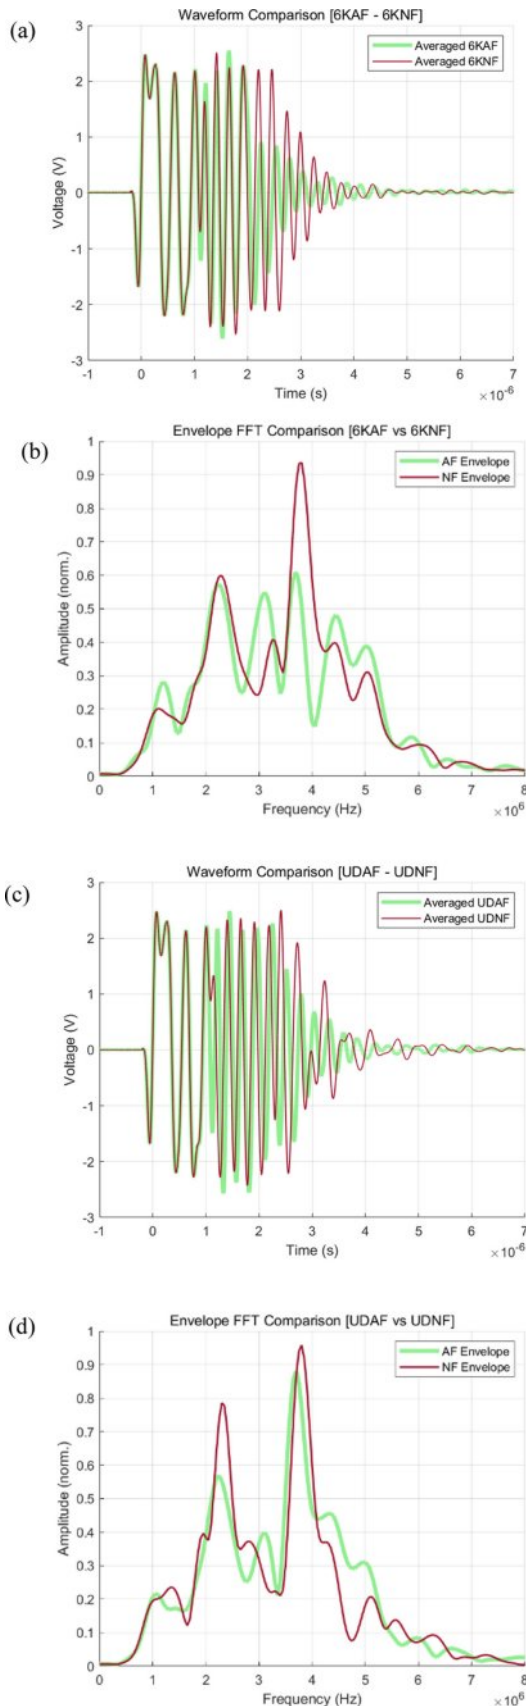 (a)
Waveform Comparison [6KAF - 6KNF]
Averaged 6KAF
Averaged 6KNF
Voltage (V)
3
2
1
0
-1
-2
-3
-1 0 1 2 3 4 5 6 7
Time (s)
×10-6
(b)
Envelope FFT Comparison [6KAF vs 6KNF]
AF Envelope
NF Envelope
Amplitude (norm.)
1
0.9
0.8
0.7
0.6
0.5
0.4
0.3
0.2
0.1
0
0 1 2 3 4 5 6 7 8
Frequency (Hz)
×10^6
(c)
Waveform Comparison [UDAF - UDNF]
Averaged UDAF
Averaged UDNF
Voltage (V)
3
2
1
0
-1
-2
-3
-1 0 1 2 3 4 5 6 7
Time (s)
×10-6
(d)
Envelope FFT Comparison [UDAF vs UDNF]
AF Envelope
NF Envelope
Amplitude (norm.)
1
0.9
0.8
0.7
0.6
0.5
0.4
0.3
0.2
0.1
0
0 1 2 3 4 5 6 7 8
Frequency (Hz)
×10^6